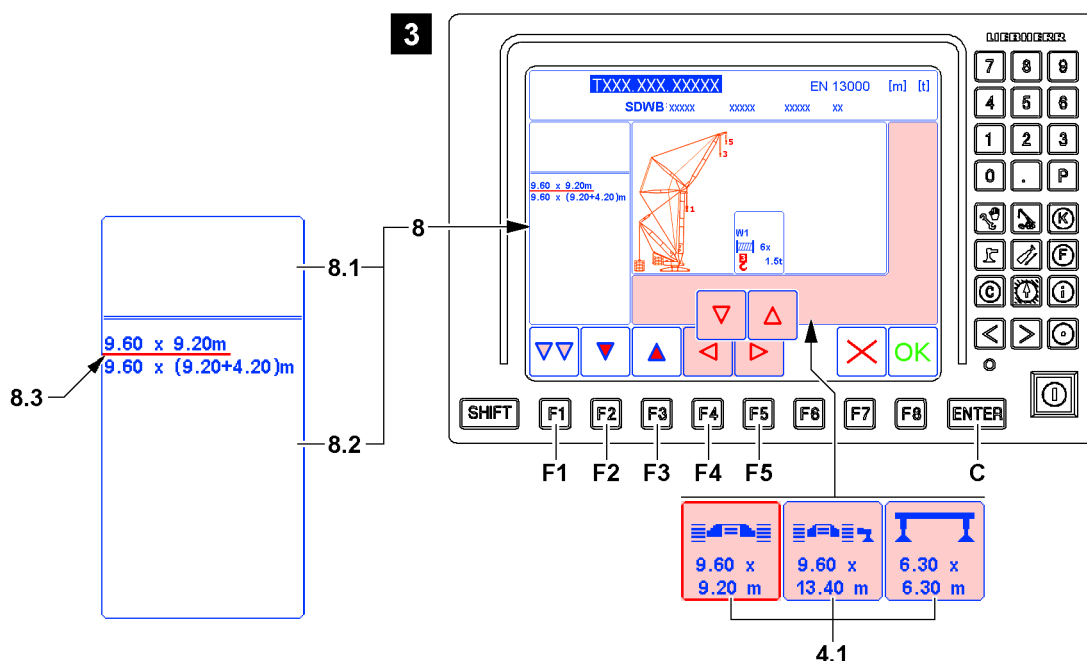 3
LIEBHERR
TXXX.XXX.XXXXX
EN 13000 [m] [t]
SDWB xxxxx xxxxx xxxxx xx
9.60 x 9.20m
9.60 x (9.20+4.20)m
5
3
1
W1
6x
3
1.5t
OK
7 8 9
4 5 6
1 2 3
0 . P
K
F
C i
< >
SHIFT F1 F2 F3 F4 F5 F6 F7 F8 ENTER
F1 F2 F3 F4 F5 C
8
8.1
9.60 x 9.20m
9.60 x (9.20+4.20)m
8.3
8.2
9.60 x
9.20 m
9.60 x
13.40 m
6.30 x
6.30 m
4.1